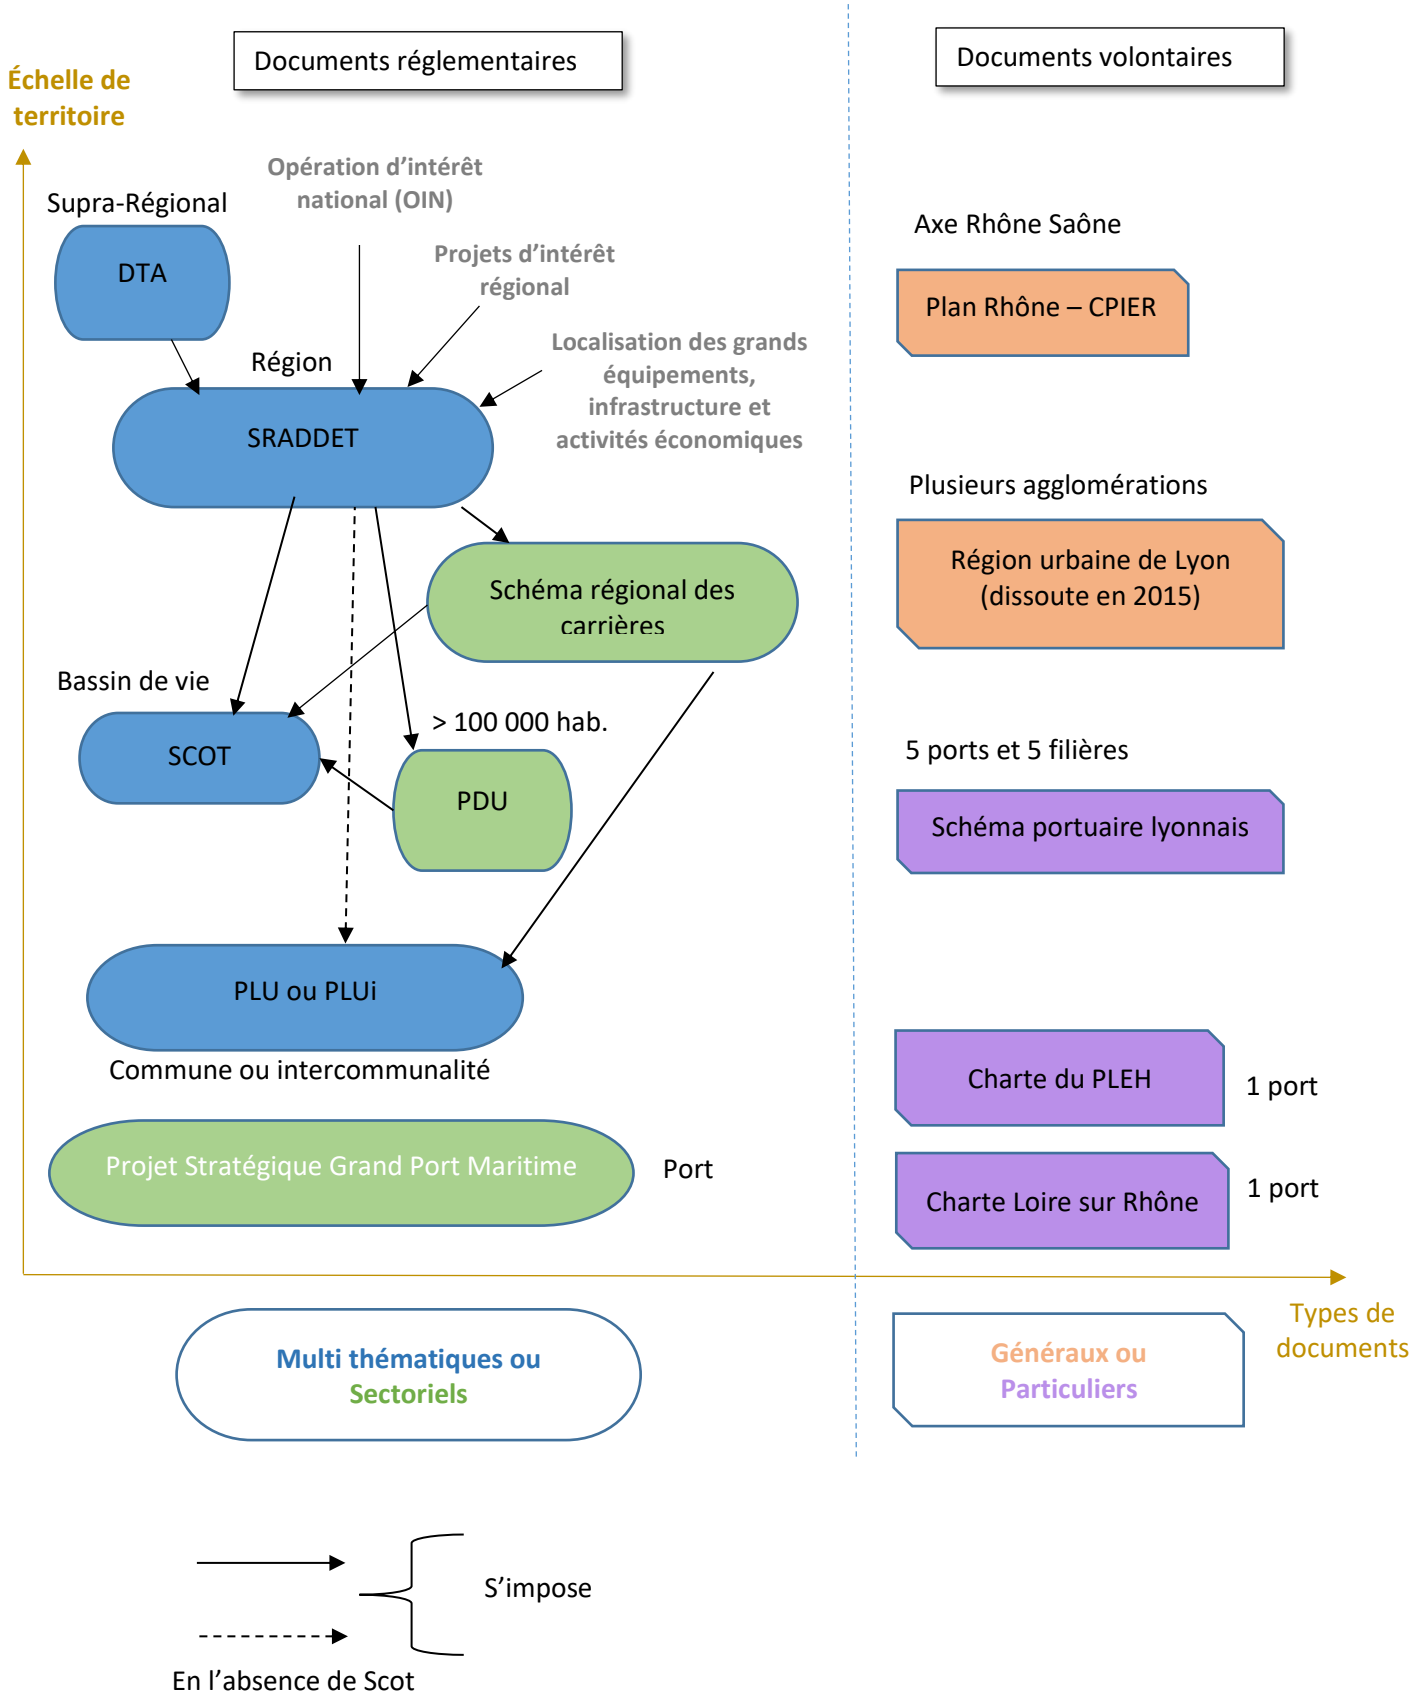 Documents réglementaires
Documents volontaires
Échelle de
territoire
Opération d’intérêt
national (OIN)
Supra-Régional
DTA
Projets d’intérêt
régional
Région
Localisation des grands
équipements,
infrastructure et
activités économiques
SRADDET
Schéma régional des
carrières
Bassin de vie
SCOT
> 100 000 hab.
PDU
PLU ou PLUi
Commune ou intercommunalité
Projet Stratégique Grand Port Maritime
Port
Axe Rhône Saône
Plan Rhône – CPIER
Plusieurs agglomérations
Région urbaine de Lyon
(dissoute en 2015)
5 ports et 5 filières
Schéma portuaire lyonnais
Charte du PLEH
1 port
Charte Loire sur Rhône
1 port
Types de
documents
Multi thématiques ou
Sectoriels
Généraux ou
Particuliers
S’impose
En l’absence de Scot